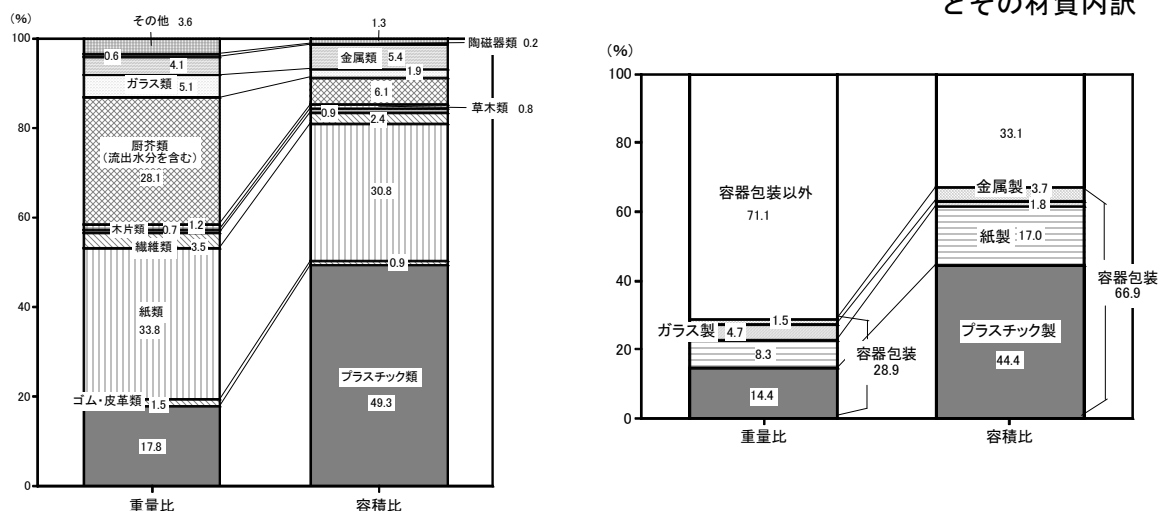 とその材質内訳
(%)
100
80
60
40
20
0
その他 3.6
0.6
4.1
ガラス類 5.1
厨芥類
(流出水分を含む)
28.1
1.2
木片類 0.7
繊維類 3.5
紙類
33.8
ゴム・皮革類 1.5
17.8
重量比
1.3
陶磁器類 0.2
金属類 5.4
1.9
6.1
草木類 0.8
0.9
2.4
30.8
0.9
プラスチック類
49.3
容積比
(%)
100
80
60
40
20
0
容器包装以外
71.1
1.5
ガラス製 4.7
8.3
14.4
容器包装
28.9
重量比
33.1
金属製 3.7
1.8
紙製 17.0
プラスチック製
44.4
容器包装
66.9
容積比